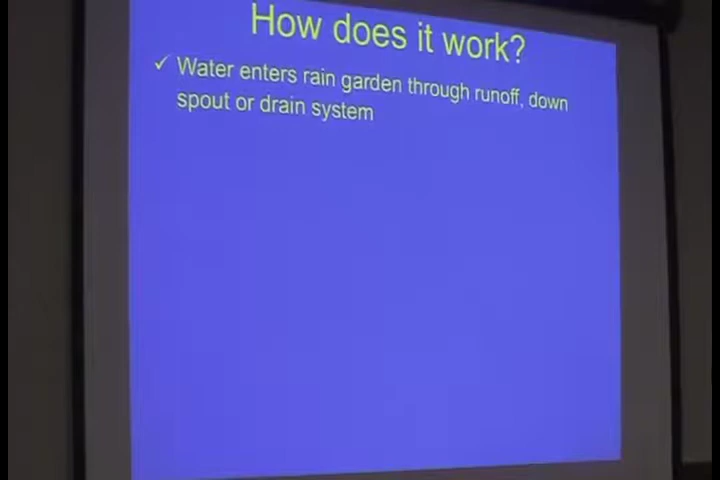 How does it work?
✓ Water enters rain garden through runoff, down
spout or drain system